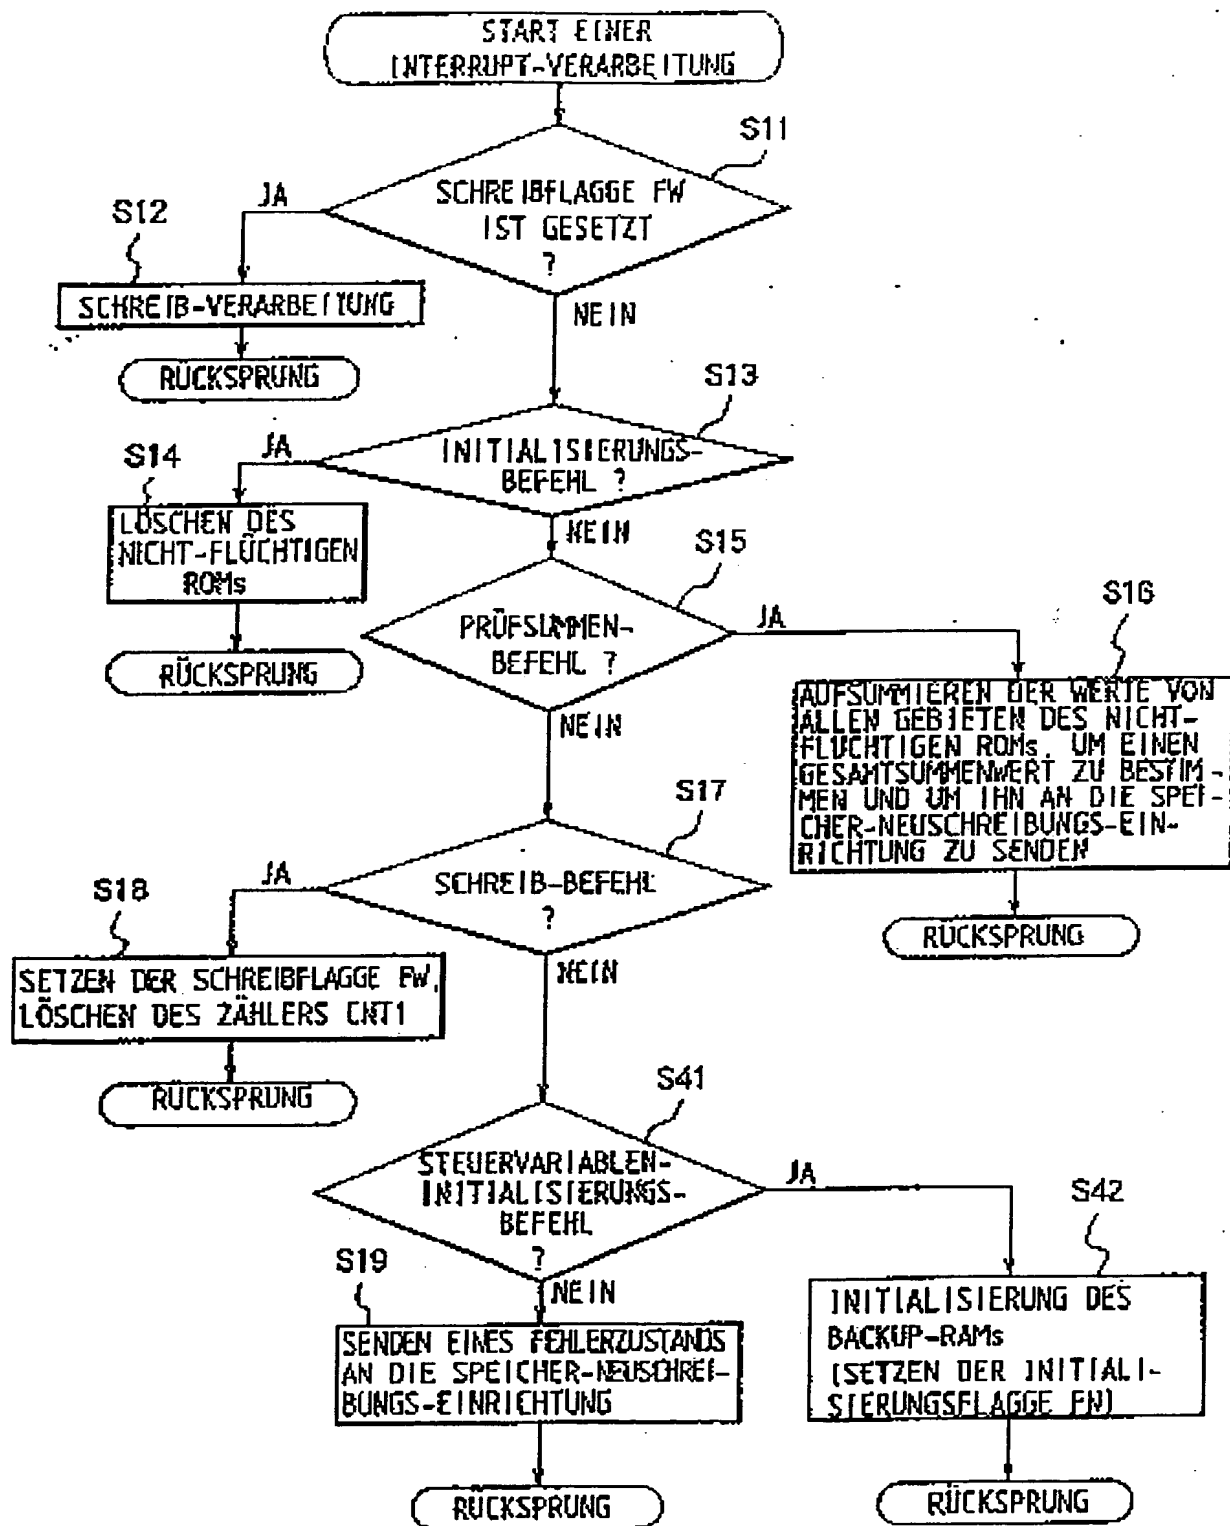 START EINER
INTERRUPT-VERARBEITUNG
S11
SCHREIBFLAGGE FW
IST GESETZT
?
JA
NEIN
S12
SCHREIB-VERARBEITUNG
RÜCKSPRUNG
S13
INITIALISIERUNGS-
BEFEHL ?
JA
NEIN
S14
LÖSCHEN DES
NICHT-FLÜCHTIGEN
ROMs
RÜCKSPRUNG
S15
PRÜFSUMMEN-
BEFEHL ?
JA
NEIN
S16
AUFSUMMIEREN DER WERTE VON
ALLEN GEBIETEN DES NICHT-
FLÜCHTIGEN ROMs, UM EINEN
GESAMTSUMMENWERT ZU BESTIM-
MEN UND UM IHN AN DIE SPEI-
CHER-NEUSCHREIBUNGS-EIN-
RICHTUNG ZU SENDEN
RÜCKSPRUNG
S17
SCHREIB-BEFEHL
?
JA
NEIN
S18
SETZEN DER SCHREIBFLAGGE FW,
LÖSCHEN DES ZÄHLERS CNT1
RÜCKSPRUNG
S41
STEUERVARIABLEN-
INITIALISIERUNGS-
BEFEHL
?
JA
NEIN
S19
SENDEN EINES FEHLERZUSTANDS
AN DIE SPEICHER-NEUSCHREI-
BUNGS-EINRICHTUNG
RÜCKSPRUNG
S42
INITIALISIERUNG DES
BACKUP-RAMs
(SETZEN DER INITIALI-
SIERUNGSFLAGGE FN)
RÜCKSPRUNG